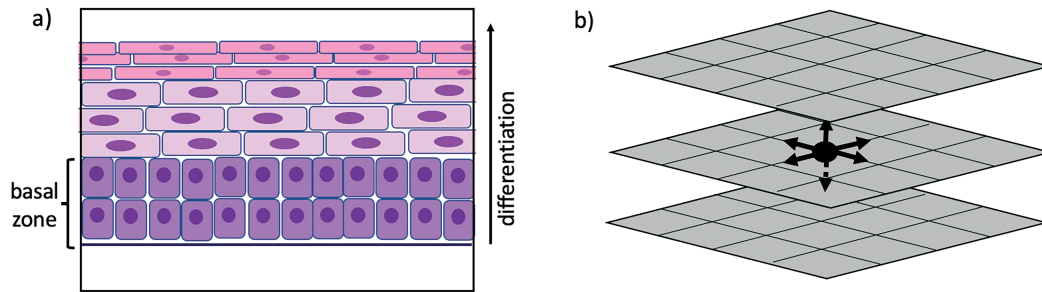 a)
differentiation
basal
zone
b)